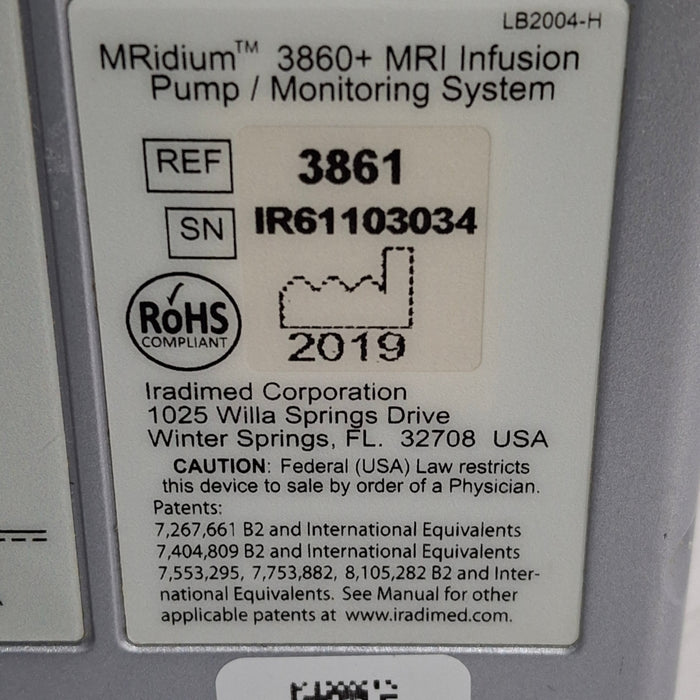 LB2004-H
MRidium™ 3860+ MRI Infusion
Pump / Monitoring System
REF 3861
SN IR61103034
RoHS
COMPLIANT
2019
Iradimed Corporation
1025 Willa Springs Drive
Winter Springs, FL. 32708 USA
CAUTION: Federal (USA) Law restricts
this device to sale by order of a Physician.
Patents:
7,267,661 B2 and International Equivalents
7,404,809 B2 and International Equivalents
7,553,295, 7,753,882, 8,105,282 B2 and Inter-
national Equivalents. See Manual for other
applicable patents at www.iradimed.com.